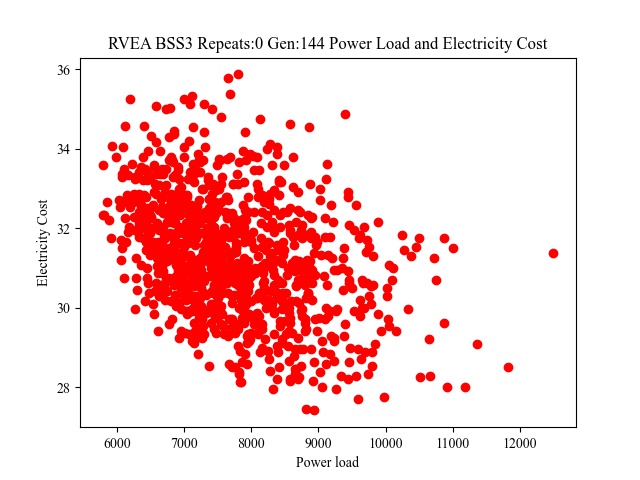 RVEA BSS3 Repeats:0 Gen:144 Power Load and Electricity Cost
36
34
32
30
28
Electricity Cost
6000 7000 8000 9000 10000 11000 12000
Power load